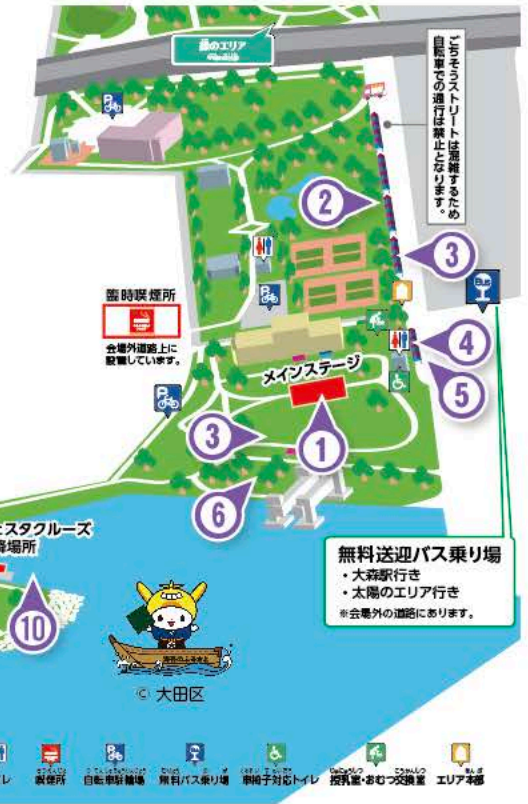 緑のエリア
ごちそうストリートは混雑するため
自転車での通行は禁止となります。
P
2
3
Bus
臨時喫煙所
会場外道路上に
設置しています。
P
P
メインステージ
4
5
3
1
6
スタクルーズ
場所
10
無料送迎バス乗り場
・大森駅行き
・太陽のエリア行き
※会場外の道路にあります。
© 大田区
レ
喫煙所
自転車駐輪場
無料バス乗り場
車椅子対応トイレ
授乳室・おむつ交換室
エリア本部